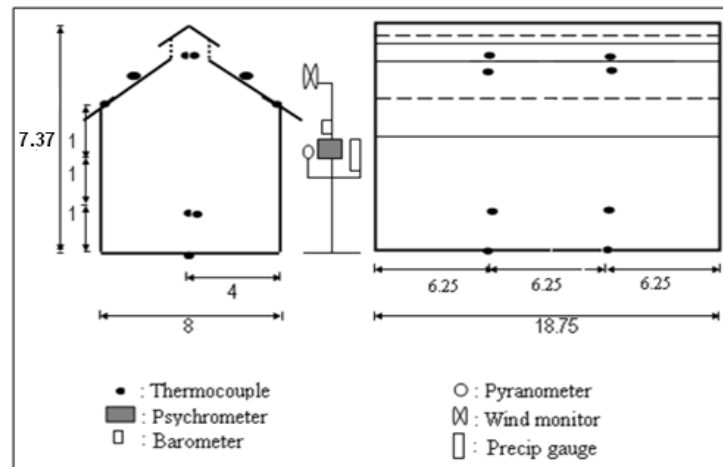 7.37
1
1
1
4
8
6.25
6.25
6.25
18.75
: Thermocouple
: Psychrometer
: Barometer
: Pyranometer
: Wind monitor
: Precip gauge